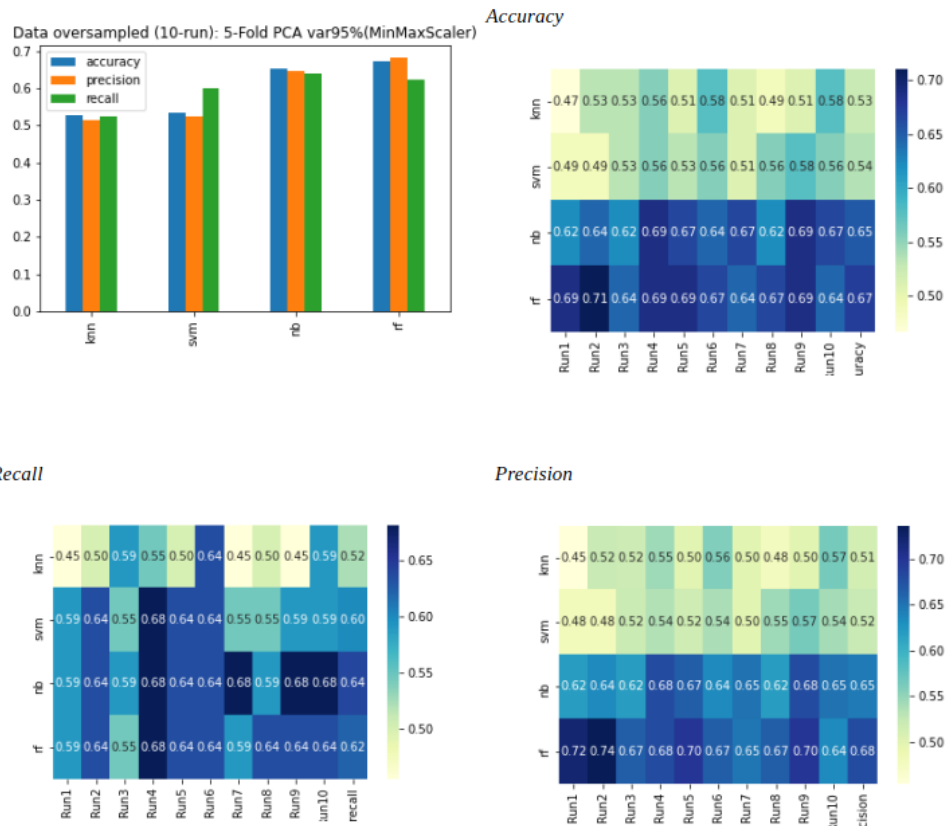 Accuracy
Data oversampled (10-run): 5-Fold PCA var95%(MinMaxScaler)
0.7
0.6
0.5
0.4
0.3
0.2
0.1
0.0
accuracy
precision
recall
knn
svm
nb
rf
knn
svm
nb
rf
0.47 0.53 0.53 0.56 0.51 0.58 0.51 0.49 0.51 0.58 0.53
0.49 0.49 0.53 0.56 0.53 0.56 0.51 0.56 0.58 0.56 0.54
0.62 0.64 0.62 0.69 0.67 0.64 0.67 0.62 0.69 0.67 0.65
0.69 0.71 0.64 0.69 0.69 0.67 0.64 0.67 0.69 0.64 0.67
Run1 Run2 Run3 Run4 Run5 Run6 Run7 Run8 Run9 un10 uracy
0.70
0.65
0.60
0.55
0.50
Recall
knn
svm
nb
rf
0.45 0.50 0.59 0.55 0.50 0.64 0.45 0.50 0.45 0.59 0.52
0.59 0.64 0.55 0.68 0.64 0.64 0.55 0.55 0.59 0.59 0.60
0.59 0.64 0.59 0.68 0.64 0.64 0.68 0.59 0.68 0.68 0.64
0.59 0.64 0.55 0.68 0.64 0.64 0.59 0.64 0.64 0.64 0.62
Run1 Run2 Run3 Run4 Run5 Run6 Run7 Run8 Run9 un10 recall
0.65
0.60
0.55
0.50
Precision
knn
svm
nb
rf
0.45 0.52 0.52 0.55 0.50 0.56 0.50 0.48 0.50 0.57 0.51
0.48 0.48 0.52 0.54 0.52 0.54 0.50 0.55 0.57 0.54 0.52
0.62 0.64 0.62 0.68 0.67 0.64 0.65 0.62 0.68 0.65 0.65
0.72 0.74 0.67 0.68 0.70 0.67 0.65 0.67 0.70 0.64 0.68
Run1 Run2 Run3 Run4 Run5 Run6 Run7 Run8 Run9 un10 cision
0.70
0.65
0.60
0.55
0.50